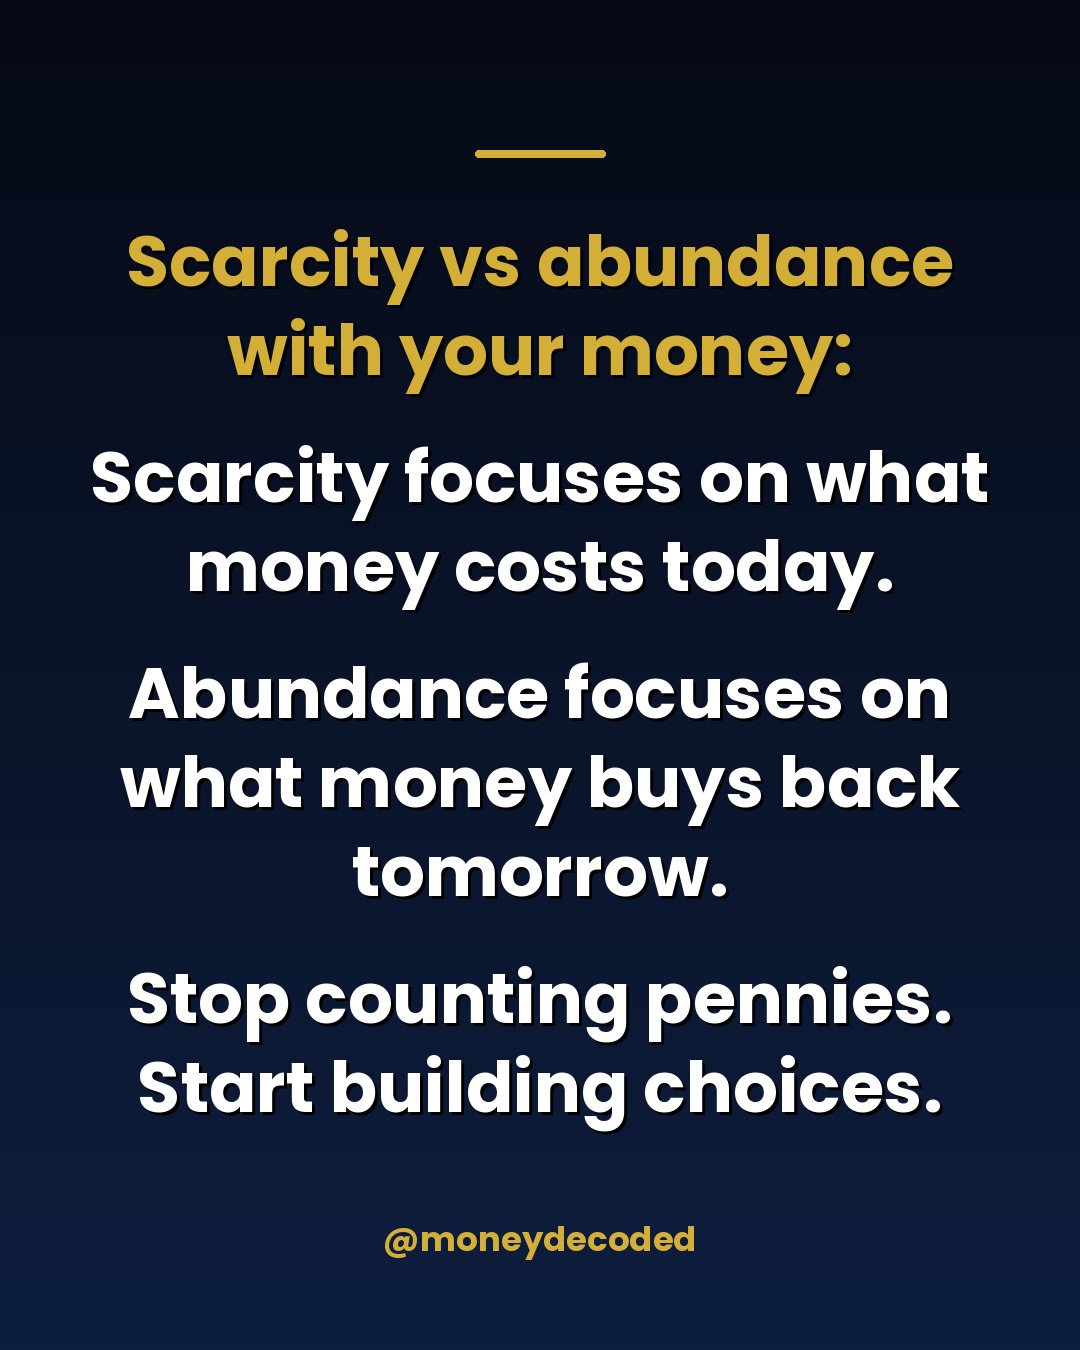 Scarcity vs abundance
with your money:
Scarcity focuses on what
money costs today.
Abundance focuses on
what money buys back
tomorrow.
Stop counting pennies.
Start building choices.
@moneydecoded